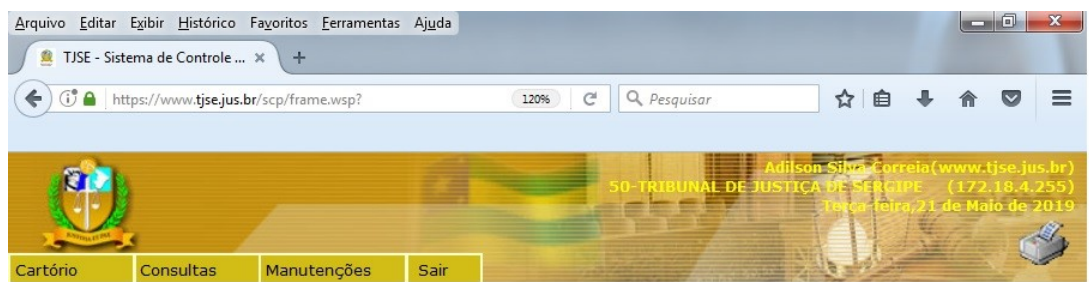 Arquivo Editar Exibir Histórico Favoritos Ferramentas Ajuda
TJSE - Sistema de Controle ...
https://www.tjse.jus.br/scp/frame.wsp? 120% Pesquisar
Adilson Silva Correia(www.tjse.jus.br)
50-TRIBUNAL DE JUSTIÇA DE SERGIPE (172.18.4.255)
Terça-feira,21 de Maio de 2019
Cartório Consultas Manutenções Sair